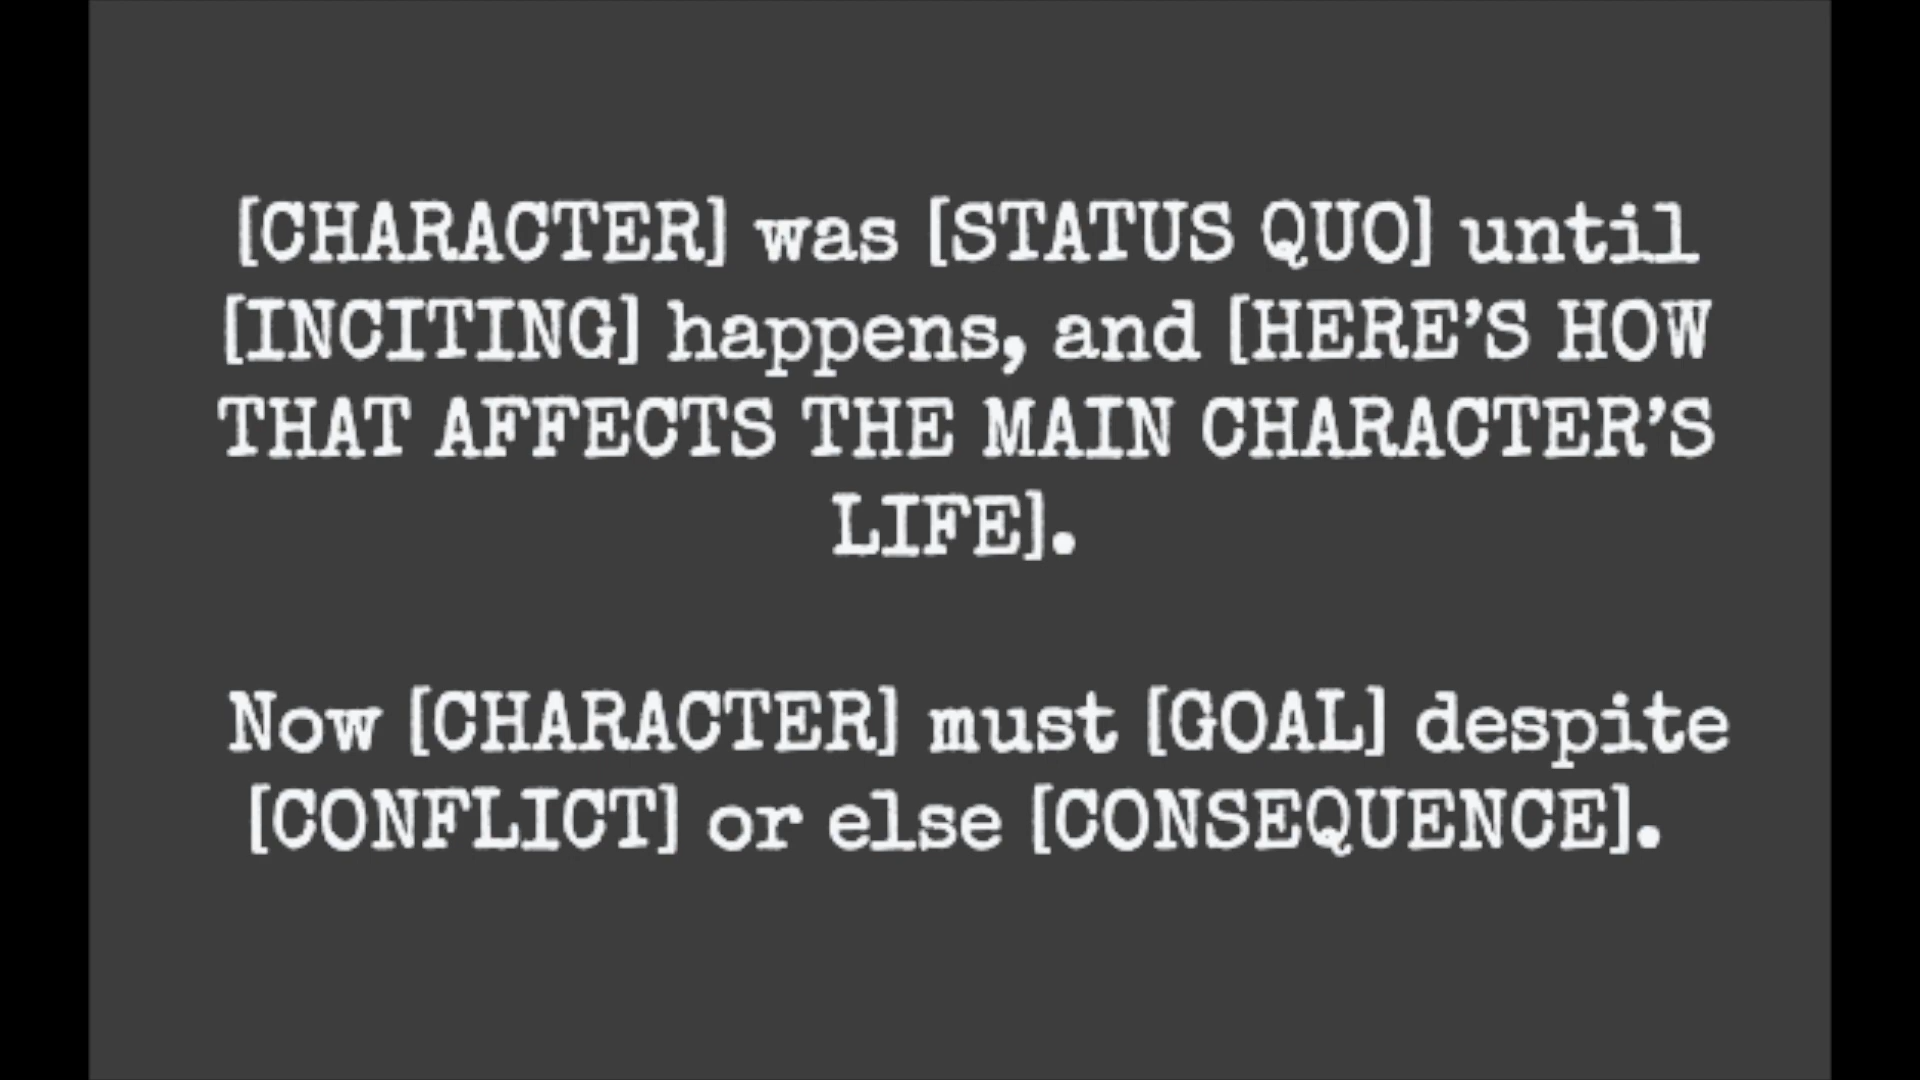 [CHARACTER] was [STATUS QUO] until
[INCITING] happens, and [HERE’S HOW
THAT AFFECTS THE MAIN CHARACTER’S
LIFE].
Now [CHARACTER] must [GOAL] despite
[CONFLICT] or else [CONSEQUENCE].